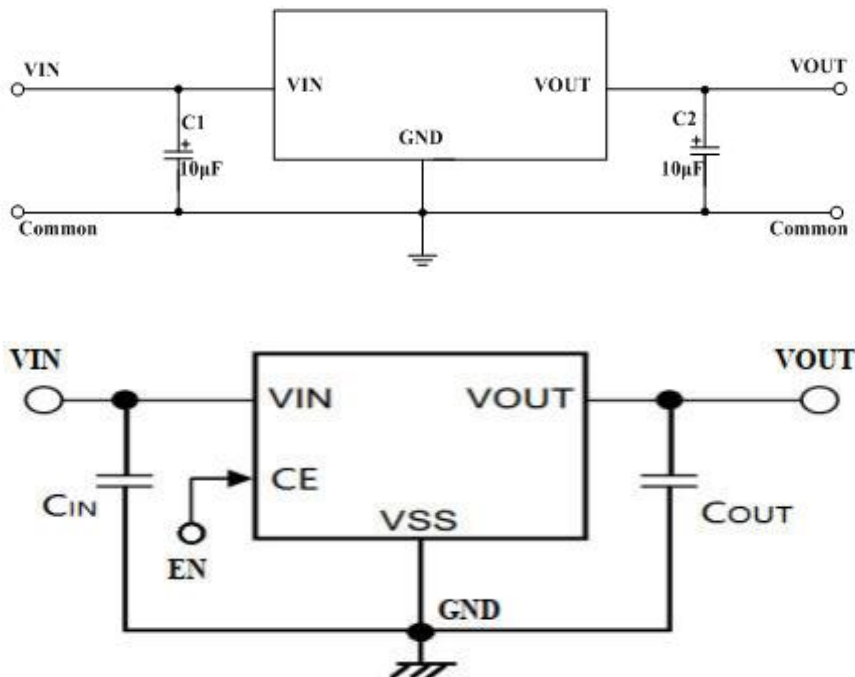 VIN
VIN
VOUT
VOUT
C1
+
10μF
GND
C2
+
10μF
Common
Common
VIN
VOUT
VIN
VOUT
CE
CIN
VSS
COUT
EN
GND